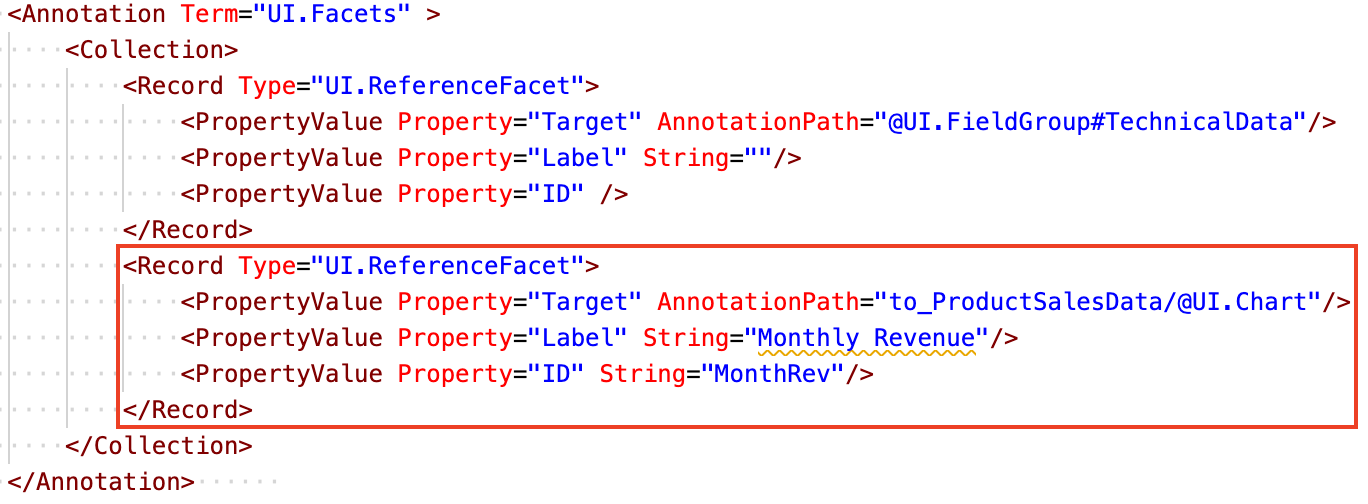 <Annotation Term="UI.Facets" >
<Collection>
<Record Type="UI.ReferenceFacet">
<PropertyValue Property="Target" AnnotationPath="@UI.FieldGroup#TechnicalData"/>
<PropertyValue Property="Label" String=""/>
<PropertyValue Property="ID" />
</Record>
<Record Type="UI.ReferenceFacet">
<PropertyValue Property="Target" AnnotationPath="to_ProductSalesData/@UI.Chart"/>
<PropertyValue Property="Label" String="Monthly Revenue"/>
<PropertyValue Property="ID" String="MonthRev"/>
</Record>
</Collection>
</Annotation>